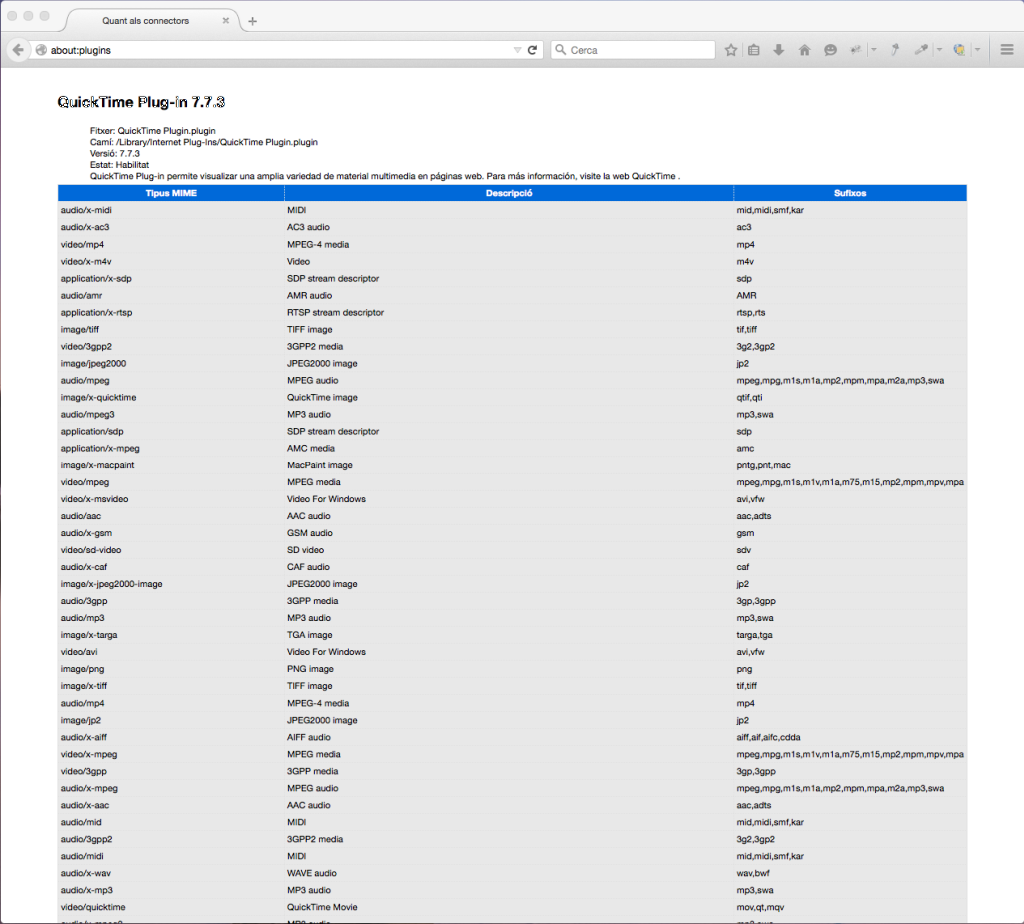 Quant als connectors
about:plugins
Cerca
QuickTime Plug-in 7.7.3
Fitxer: QuickTime Plugin.plugin
Camí: /Library/Internet Plug-Ins/QuickTime Plugin.plugin
Versió: 7.7.3
Estat: Habilitat
QuickTime Plug-in permite visualizar una amplia variedad de material multimedia en páginas web. Para más información, visite la web QuickTime .
Tipus MIME Descripció Sufixos
audio/x-midi MIDI mid,midi,smf,kar
audio/x-ac3 AC3 audio ac3
video/mp4 MPEG-4 media mp4
video/x-m4v Video m4v
application/x-sdp SDP stream descriptor sdp
audio/amr AMR audio AMR
application/x-rtsp RTSP stream descriptor rtsp,rts
image/tiff TIFF image tif,tiff
video/3gpp2 3GPP2 media 3g2,3gp2
image/jpeg2000 JPEG2000 image jp2
audio/mpeg MPEG audio mpeg,mpg,m1s,m1a,mp2,mpm,mpa,m2a,mp3,swa
image/x-quicktime QuickTime image qtif,qti
audio/mpeg3 MP3 audio mp3,swa
application/sdp SDP stream descriptor sdp
application/x-mpeg AMC media amc
image/x-macpaint MacPaint image pntg,pnt,mac
video/mpeg MPEG media mpeg,mpg,m1s,m1v,m1a,m75,m15,mp2,mpm,mpv,mpa
video/x-msvideo Video For Windows avi,vfw
audio/aac AAC audio aac,adts
audio/x-gsm GSM audio gsm
video/sd-video SD video sdv
audio/x-caf CAF audio caf
image/x-jpeg2000-image JPEG2000 image jp2
audio/3gpp 3GPP media 3gp,3gpp
audio/mp3 MP3 audio mp3,swa
image/x-targa TGA image targa,tga
video/avi Video For Windows avi,vfw
image/png PNG image png
image/x-tiff TIFF image tif,tiff
audio/mp4 MPEG-4 media mp4
image/jp2 JPEG2000 image jp2
audio/x-aiff AIFF audio aiff,aif,aifc,cdda
video/x-mpeg MPEG media mpeg,mpg,m1s,m1v,m1a,m75,m15,mp2,mpm,mpv,mpa
video/3gpp 3GPP media 3gp,3gpp
audio/x-mpeg MPEG audio mpeg,mpg,m1s,m1a,mp2,mpm,mpa,m2a,mp3,swa
audio/x-aac AAC audio aac,adts
audio/mid MIDI mid,midi,smf,kar
audio/3gpp2 3GPP2 media 3g2,3gp2
audio/midi MIDI mid,midi,smf,kar
audio/x-wav WAVE audio wav,bwf
audio/x-mp3 MP3 audio mp3,swa
video/quicktime QuickTime Movie mov,qt,mqv